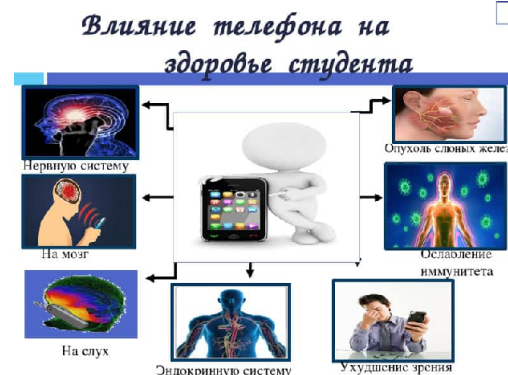 Влияние телефона на
здоровье студента
Нервную систему
Опухоль слюных желез
На мозг
Ослабление
иммунитета
На слух
Эндокринную систему
Ухудшение зрения